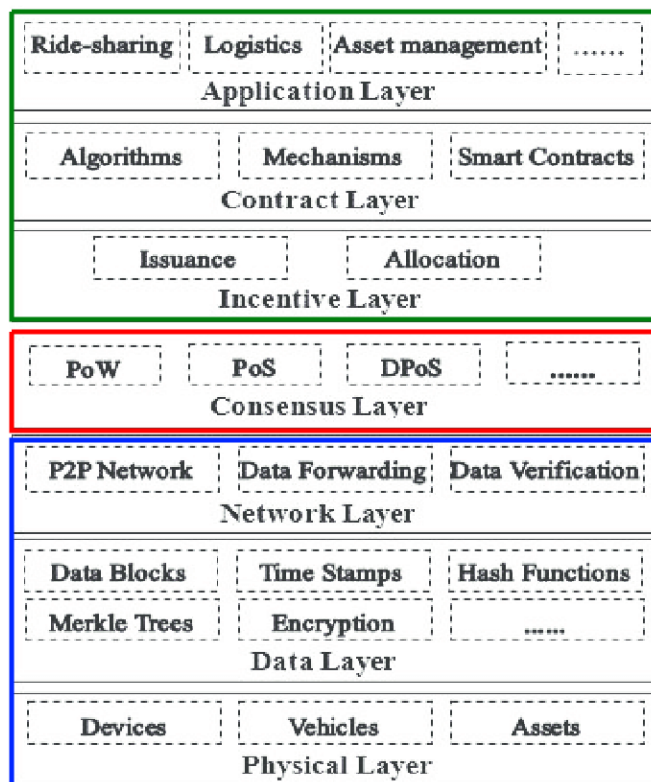 Ride-sharing Logistics Asset management ......
Application Layer
Algorithms Mechanisms Smart Contracts
Contract Layer
Issuance Allocation
Incentive Layer
PoW PoS DPoS ......
Consensus Layer
P2P Network Data Forwarding Data Verification
Network Layer
Data Blocks Time Stamps Hash Functions
Merkle Trees Encryption ......
Data Layer
Devices Vehicles Assets
Physical Layer